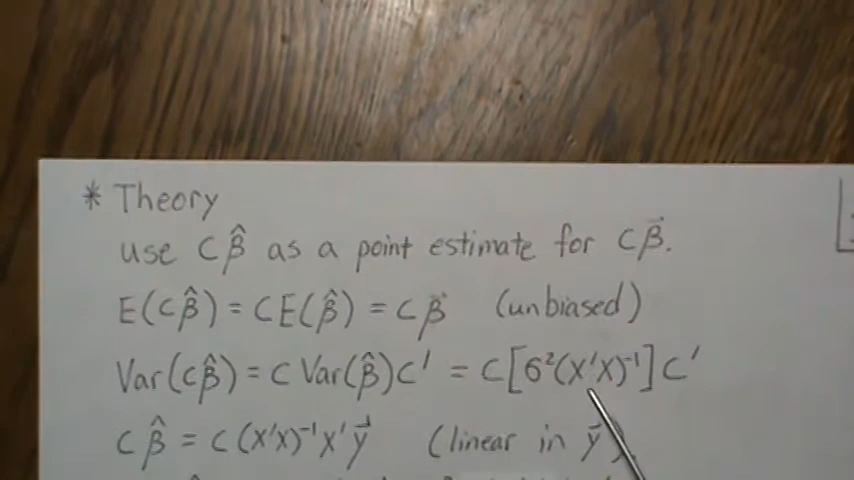 * Theory
use Cβ̂ as a point estimate for Cβ⃗.
E(Cβ̂) = CE(β̂) = Cβ⃗ (unbiased)
Var(Cβ̂) = C Var(β̂)C' = C[σ²(X'X)⁻¹]C'
Cβ̂ = C(X'X)⁻¹X'y⃗ (linear in y⃗).